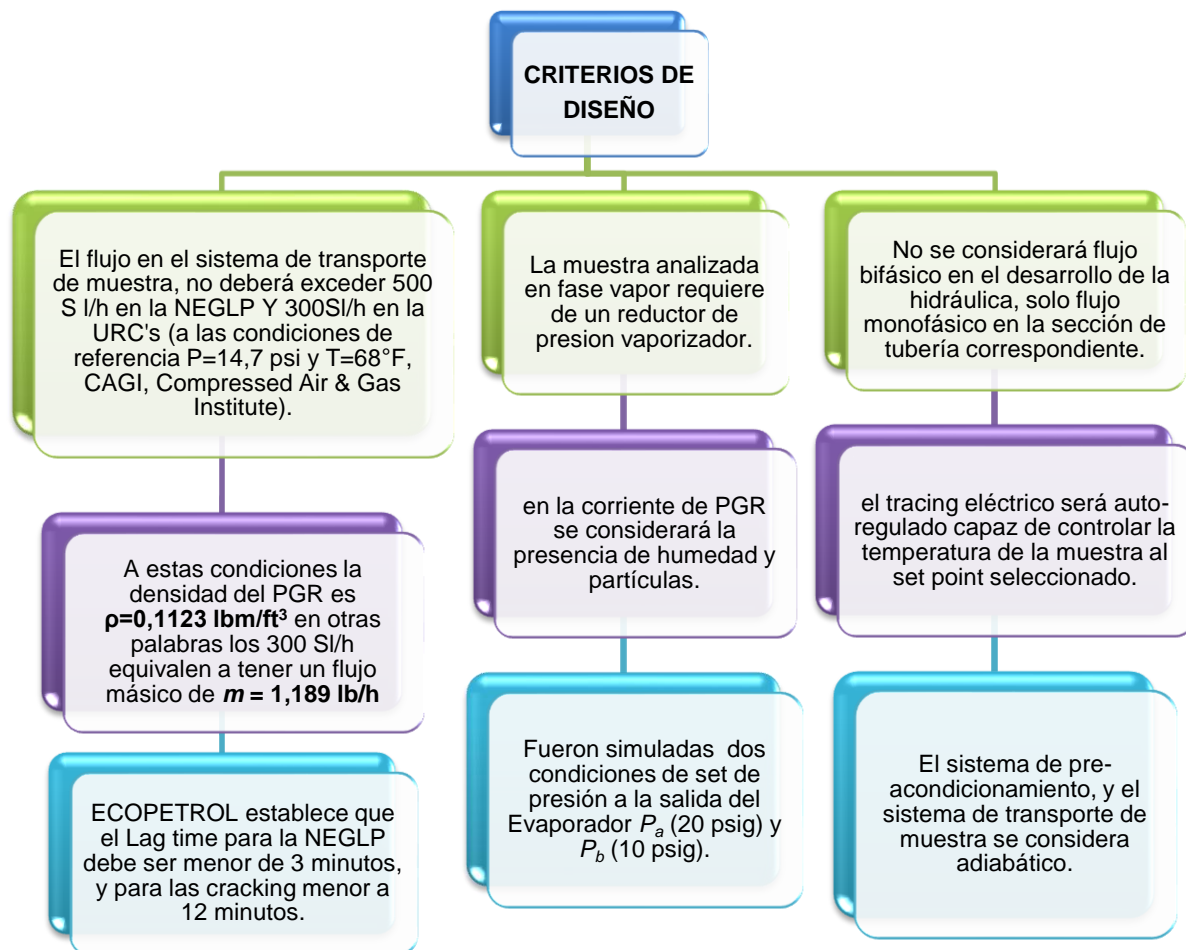 CRITERIOS DE
DISEÑO
El flujo en el sistema de transporte
de muestra, no deberá exceder 500
S l/h en la NEGLP Y 300Sl/h en la
URC's (a las condiciones de
referencia P=14,7 psi y T=68°F,
CAGI, Compressed Air & Gas
Institute).
A estas condiciones la
densidad del PGR es
ρ=0,1123 lbm/ft³ en otras
palabras los 300 Sl/h
equivalen a tener un flujo
másico de m = 1,189 lb/h
ECOPETROL establece que
el Lag time para la NEGLP
debe ser menor de 3 minutos,
y para las cracking menor a
12 minutos.
La muestra analizada
en fase vapor requiere
de un reductor de
presion vaporizador.
en la corriente de PGR
se considerará la
presencia de humedad y
partículas.
Fueron simuladas dos
condiciones de set de
presión a la salida del
Evaporador Pa (20 psig) y
Pb (10 psig).
No se considerará flujo
bifásico en el desarrollo de la
hidráulica, solo flujo
monofásico en la sección de
tubería correspondiente.
el tracing eléctrico será auto-
regulado capaz de controlar la
temperatura de la muestra al
set point seleccionado.
El sistema de pre-
acondicionamiento, y el
sistema de transporte de
muestra se considera
adiabático.